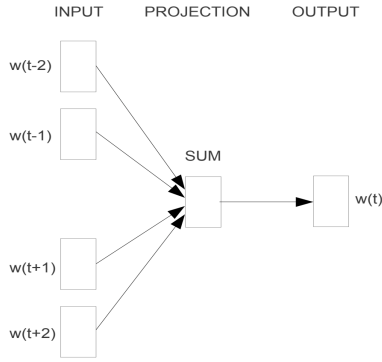 INPUT PROJECTION OUTPUT
w(t-2)
w(t-1)
SUM
w(t)
w(t+1)
w(t+2)